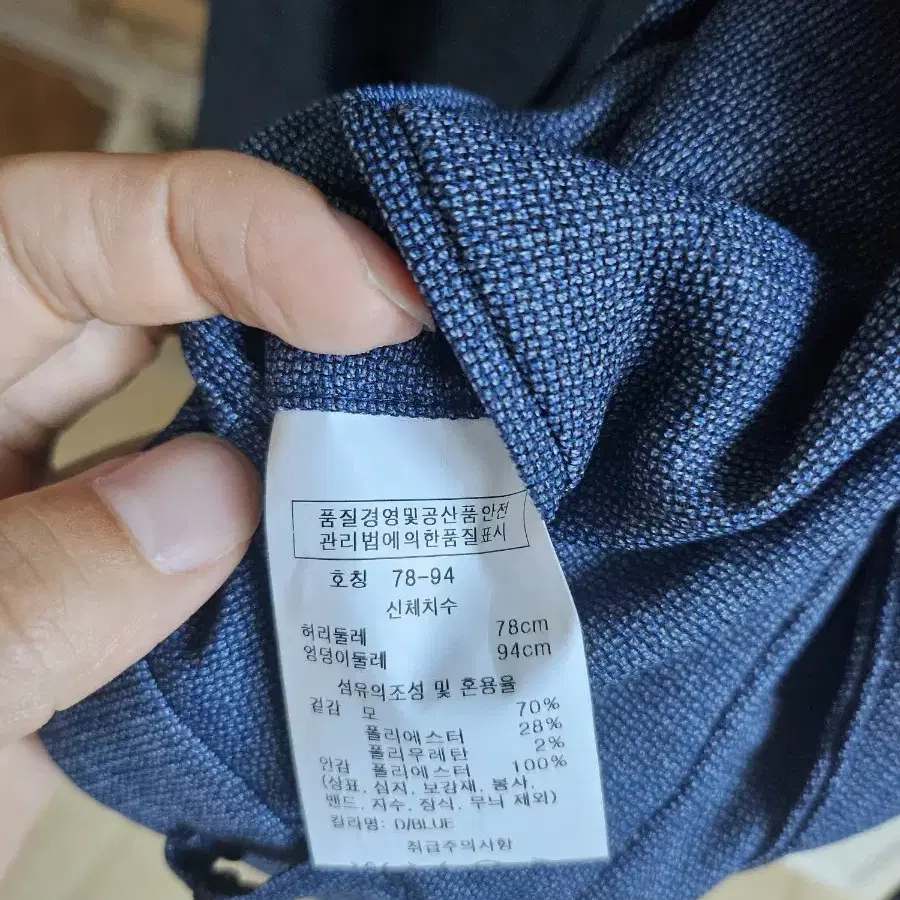 품질경영및공산품안전
관리법에의한품질표시
호칭 78-94
신체치수
허리둘레 78cm
엉덩이둘레 94cm
섬유의조성 및 혼용율
겉감 모 70%
폴리에스터 28%
폴리우레탄 2%
안감 폴리에스터 100%
(상표, 심지, 보강재, 봉사,
밴드, 자수, 장식, 무늬 제외)
칼라명: D/BLUE
취급주의사항